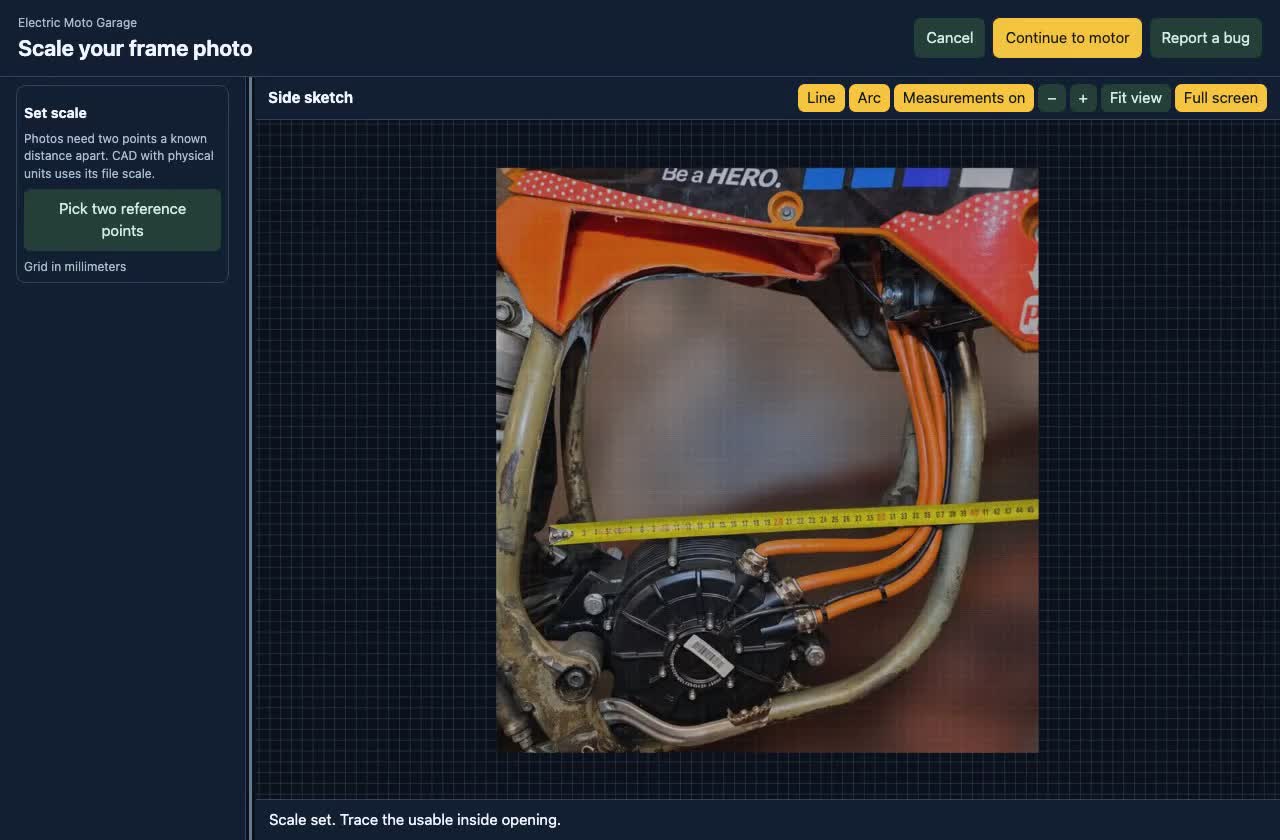 Electric Moto Garage
Scale your frame photo
Cancel
Continue to motor
Report a bug
Set scale
Photos need two points a known
distance apart. CAD with physical
units uses its file scale.
Pick two reference
points
Grid in millimeters
Side sketch
Line
Arc
Measurements on
−
+
Fit view
Full screen
Be a HERO.
Scale set. Trace the usable inside opening.